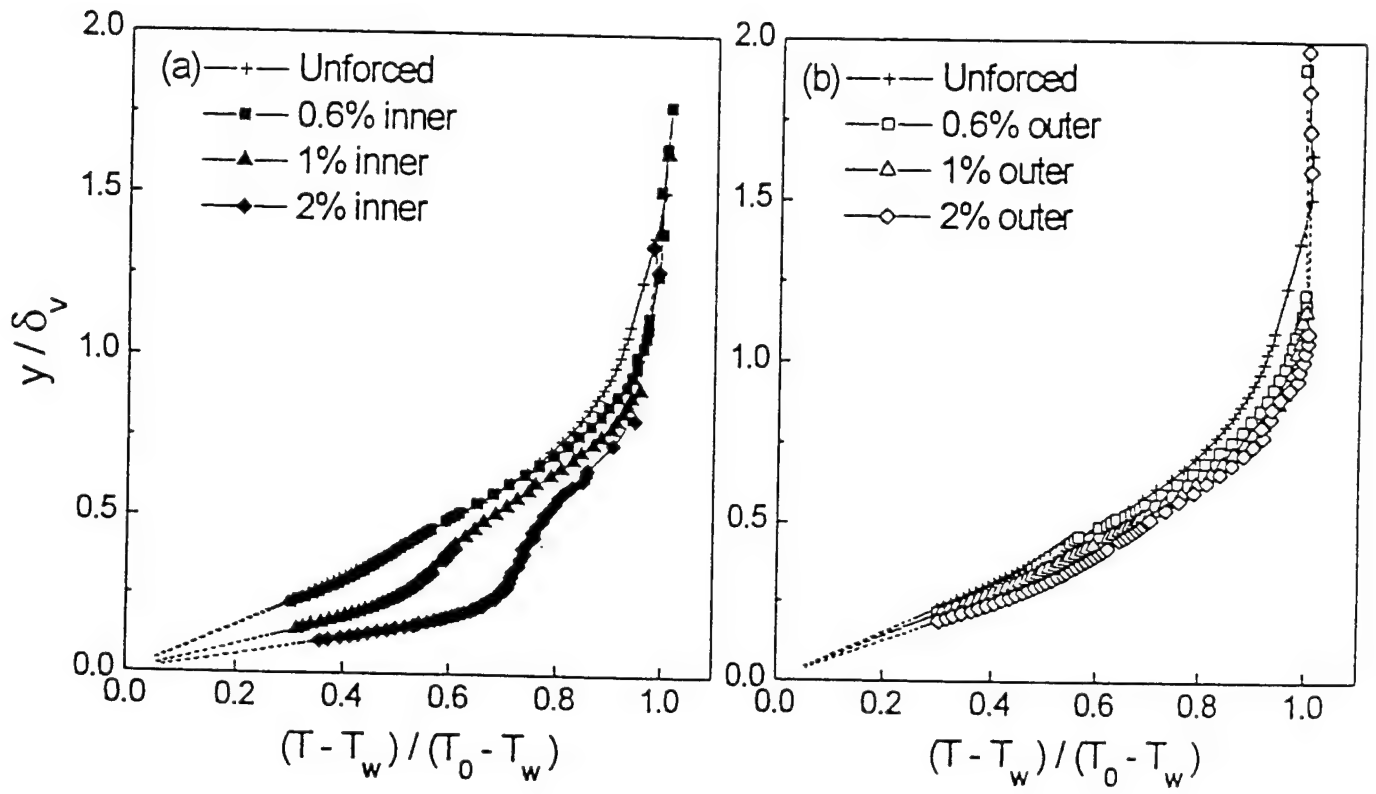 (a) Unforced
0.6% inner
1% inner
2% inner
2.0
1.5
1.0
0.5
0.0
y / δv
0.0 0.2 0.4 0.6 0.8 1.0
(T - Tw) / (T0 - Tw)
(b) Unforced
0.6% outer
1% outer
2% outer
2.0
1.5
1.0
0.5
0.0
0.0 0.2 0.4 0.6 0.8 1.0
(T - Tw) / (T0 - Tw)